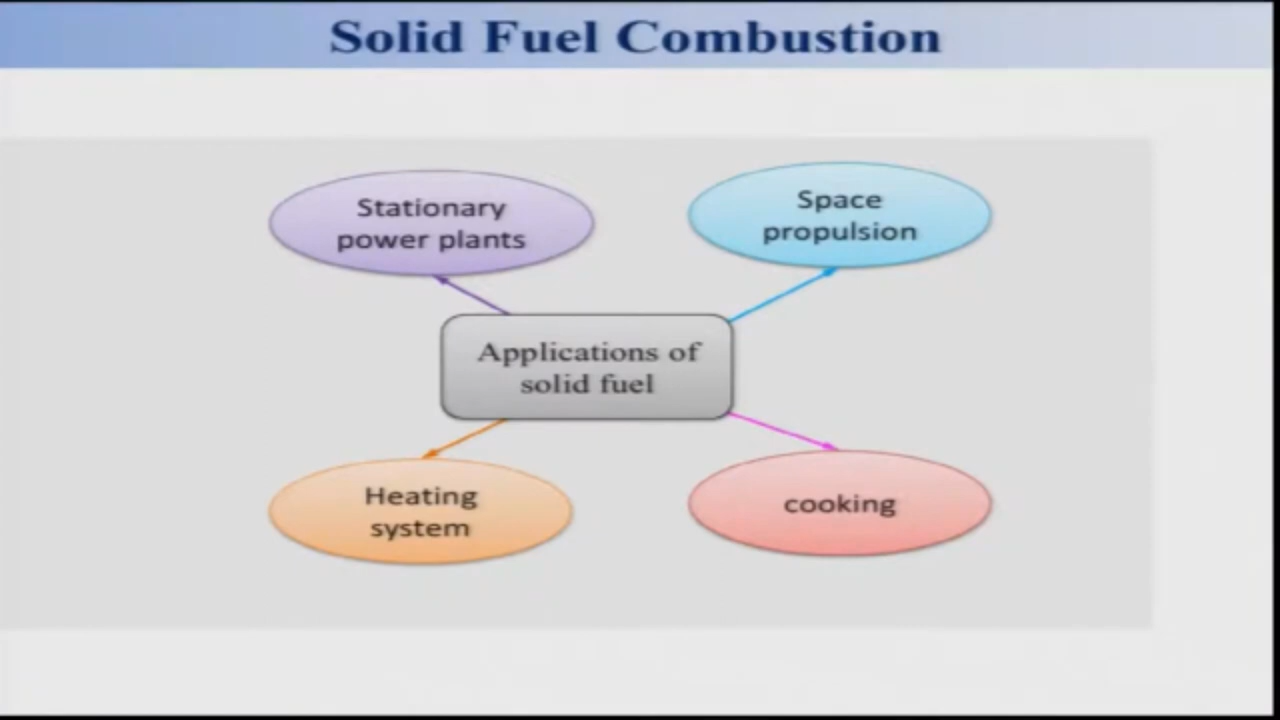 Solid Fuel Combustion
Stationary
power plants
Space
propulsion
Applications of
solid fuel
Heating
system
cooking